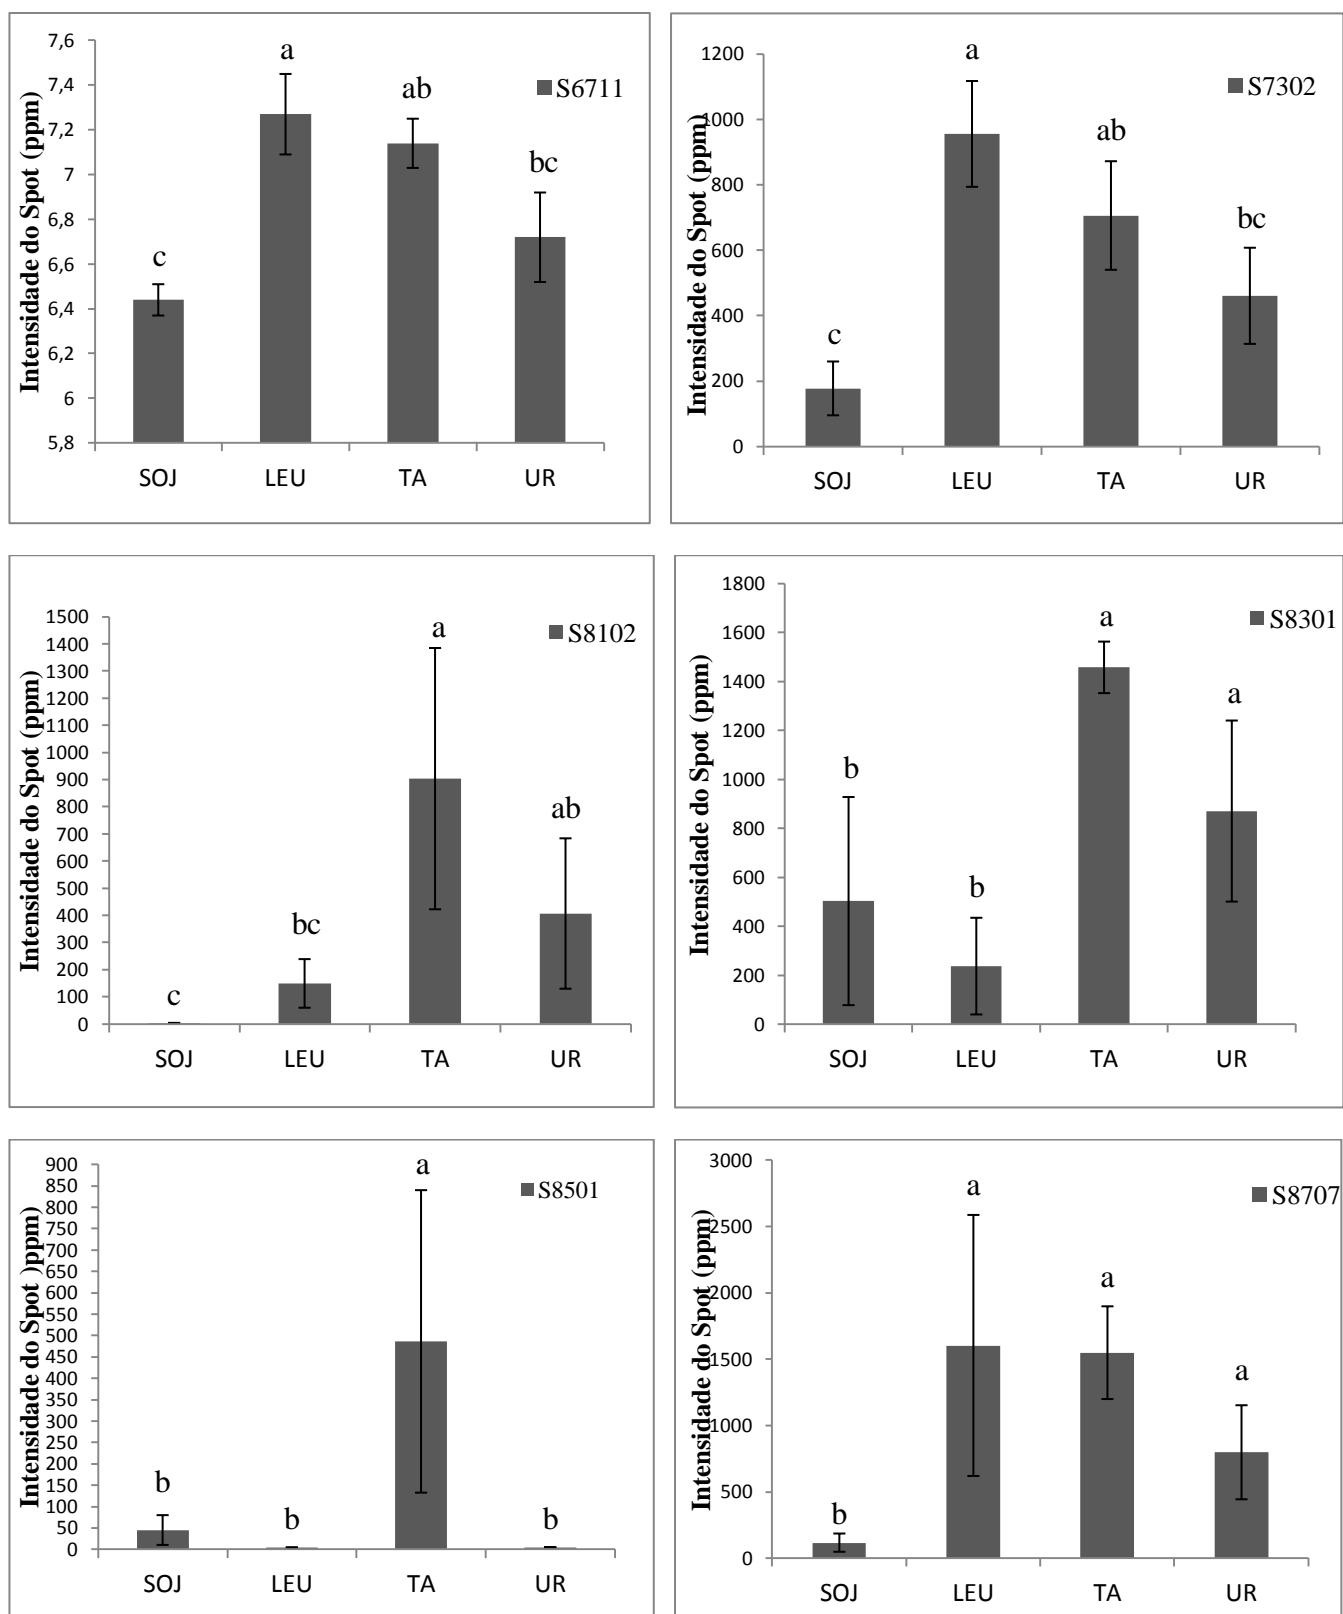 Intensidade do Spot (ppm)
7,6
7,4
7,2
7
6,8
6,6
6,4
6,2
6
5,8
c
a
ab
bc
S6711
SOJ LEU TA UR
Intensidade do Spot (ppm)
1200
1000
800
600
400
200
0
c
a
ab
bc
S7302
SOJ LEU TA UR
Intensidade do Spot (ppm)
1500
1400
1300
1200
1100
1000
900
800
700
600
500
400
300
200
100
0
c
bc
a
ab
S8102
SOJ LEU TA UR
Intensidade do Spot (ppm)
1800
1600
1400
1200
1000
800
600
400
200
0
b
b
a
a
S8301
SOJ LEU TA UR
Intensidade do Spot )ppm)
900
850
800
750
700
650
600
550
500
450
400
350
300
250
200
150
100
50
0
b
b
a
b
S8501
SOJ LEU TA UR
Intensidade do Spot (ppm)
3000
2500
2000
1500
1000
500
0
b
a
a
a
S8707
SOJ LEU TA UR